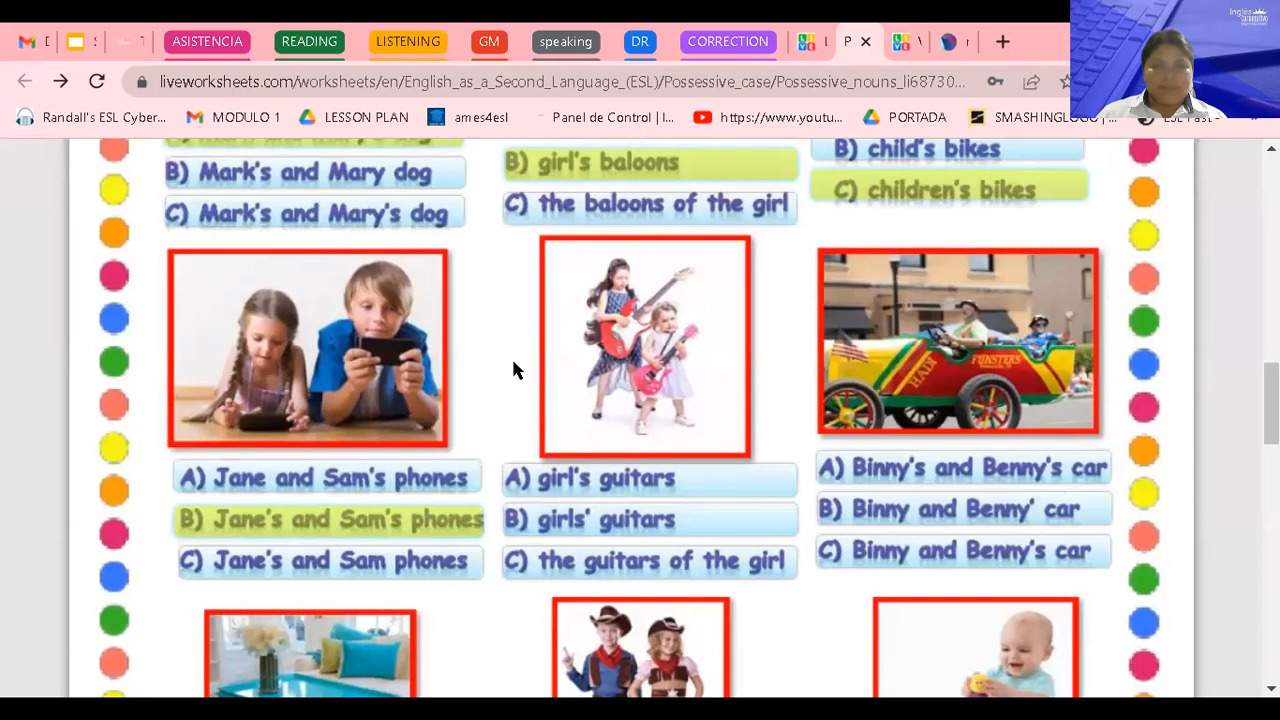 ASISTENCIA READING LISTENING GM speaking DR CORRECTION
Inglés
liveworksheets.com/worksheets/en/English_as_a_Second_Language_(ESL)/Possessive_case/Possessive_nouns_li68730...
Randall's ESL Cyber... MODULO 1 LESSON PLAN amedesl Panel de Control | I... https://www.youtu... PORTADA SMASHINGLOGO |...
B) Mark's and Mary dog
C) Mark's and Mary's dog
B) girl's baloons
C) the baloons of the girl
B) child's bikes
C) children's bikes
HADI FUNSTERS
A) Jane and Sam's phones
B) Jane's and Sam's phones
C) Jane's and Sam phones
A) girl's guitars
B) girls' guitars
C) the guitars of the girl
A) Binny's and Benny's car
B) Binny and Benny' car
C) Binny and Benny's car